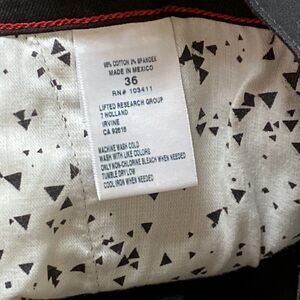 98% COTTON 2% SPANDEX
MADE IN MEXICO
36
RN# 103411
LIFTED RESEARCH GROUP
7 HOLLAND
IRVINE
CA 92618
MACHINE WASH COLD
WASH WITH LIKE COLORS
ONLY NON-CHLORINE BLEACH WHEN NEEDED
TUMBLE DRY LOW
COOL IRON WHEN NEEDED